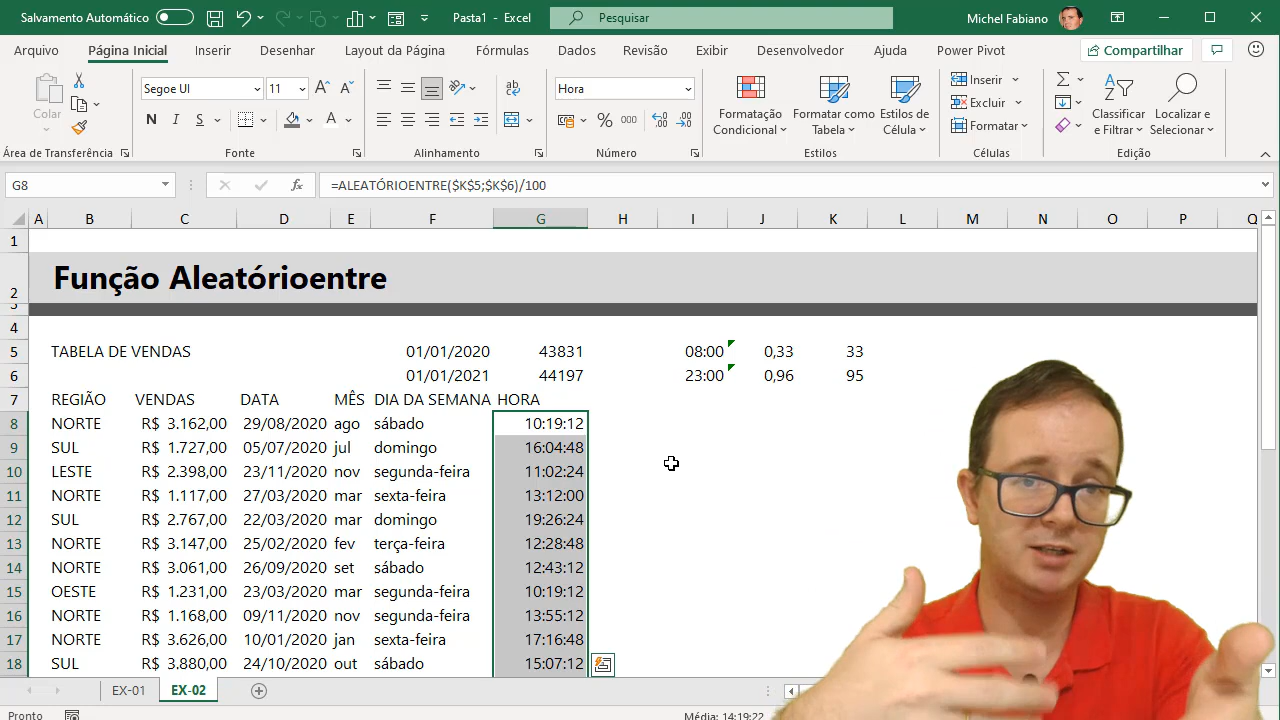 Salvamento Automático Pasta1 - Excel Pesquisar Michel Fabiano
Arquivo Página Inicial Inserir Desenhar Layout da Página Fórmulas Dados Revisão Exibir Desenvolvedor Ajuda Power Pivot Compartilhar
Colar Segoe UI 11 Hora Formatação Condicional Formatar como Tabela Estilos de Célula Inserir Excluir Formatar Classificar e Filtrar Localizar e Selecionar
N I S A % 000
Área de Transferência Fonte Alinhamento Número Estilos Células Edição
G8 fx =ALEATÓRIOENTRE($K$5;$K$6)/100
A B C D E F G H I J K L M N O P Q
1
2 Função Aleatórioentre
3
4
5 TABELA DE VENDAS 01/01/2020 43831 08:00 0,33 33
6 01/01/2021 44197 23:00 0,96 95
7 REGIÃO VENDAS DATA MÊS DIA DA SEMANA HORA
8 NORTE R$ 3.162,00 29/08/2020 ago sábado 10:19:12
9 SUL R$ 1.727,00 05/07/2020 jul domingo 16:04:48
10 LESTE R$ 2.398,00 23/11/2020 nov segunda-feira 11:02:24
11 NORTE R$ 1.117,00 27/03/2020 mar sexta-feira 13:12:00
12 SUL R$ 2.767,00 22/03/2020 mar domingo 19:26:24
13 NORTE R$ 3.147,00 25/02/2020 fev terça-feira 12:28:48
14 NORTE R$ 3.061,00 26/09/2020 set sábado 12:43:12
15 OESTE R$ 1.231,00 23/03/2020 mar segunda-feira 10:19:12
16 NORTE R$ 1.168,00 09/11/2020 nov segunda-feira 13:55:12
17 NORTE R$ 3.626,00 10/01/2020 jan sexta-feira 17:16:48
18 SUL R$ 3.880,00 24/10/2020 out sábado 15:07:12
EX-01 EX-02
Pronto Média: 14:19:22